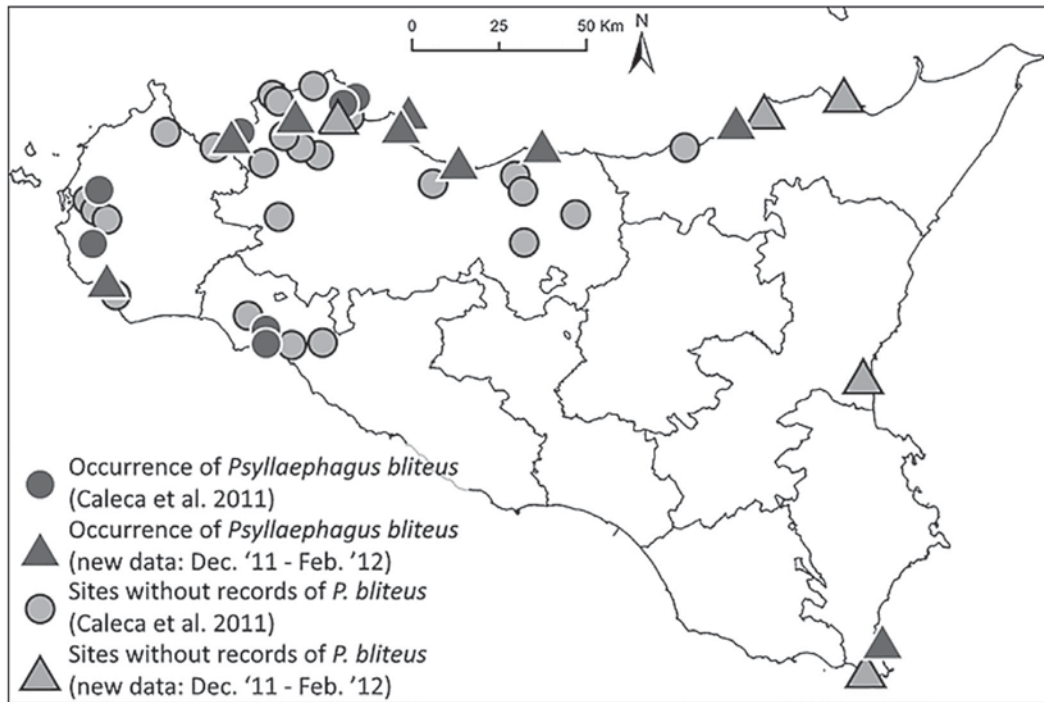 0 25 50 Km
N
Occurrence of Psyllaephagus bliteus
(Caleca et al. 2011)
Occurrence of Psyllaephagus bliteus
(new data: Dec. ‘11 - Feb. ’12)
Sites without records of P. bliteus
(Caleca et al. 2011)
Sites without records of P. bliteus
(new data: Dec. ‘11 - Feb. ’12)